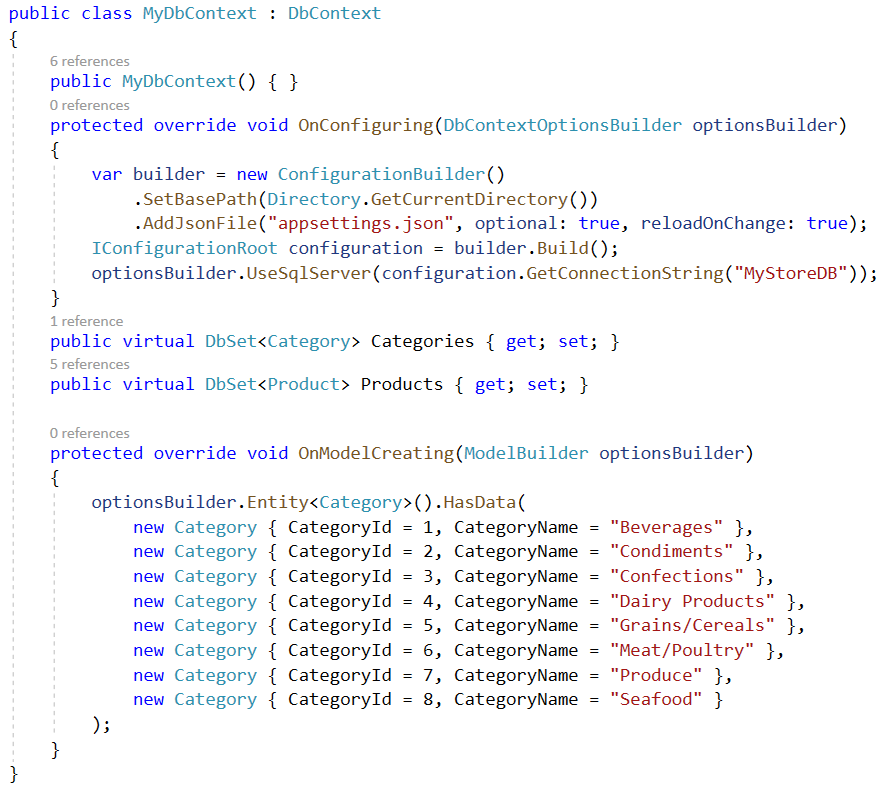 public class MyDbContext : DbContext
{
6 references
public MyDbContext() { }
0 references
protected override void OnConfiguring(DbContextOptionsBuilder optionsBuilder)
{
var builder = new ConfigurationBuilder()
.SetBasePath(Directory.GetCurrentDirectory())
.AddJsonFile("appsettings.json", optional: true, reloadOnChange: true);
IConfigurationRoot configuration = builder.Build();
optionsBuilder.UseSqlServer(configuration.GetConnectionString("MyStoreDB"));
}
1 reference
public virtual DbSet<Category> Categories { get; set; }
5 references
public virtual DbSet<Product> Products { get; set; }
0 references
protected override void OnModelCreating(ModelBuilder optionsBuilder)
{
optionsBuilder.Entity<Category>().HasData(
new Category { CategoryId = 1, CategoryName = "Beverages" },
new Category { CategoryId = 2, CategoryName = "Condiments" },
new Category { CategoryId = 3, CategoryName = "Confections" },
new Category { CategoryId = 4, CategoryName = "Dairy Products" },
new Category { CategoryId = 5, CategoryName = "Grains/Cereals" },
new Category { CategoryId = 6, CategoryName = "Meat/Poultry" },
new Category { CategoryId = 7, CategoryName = "Produce" },
new Category { CategoryId = 8, CategoryName = "Seafood" }
);
}
}